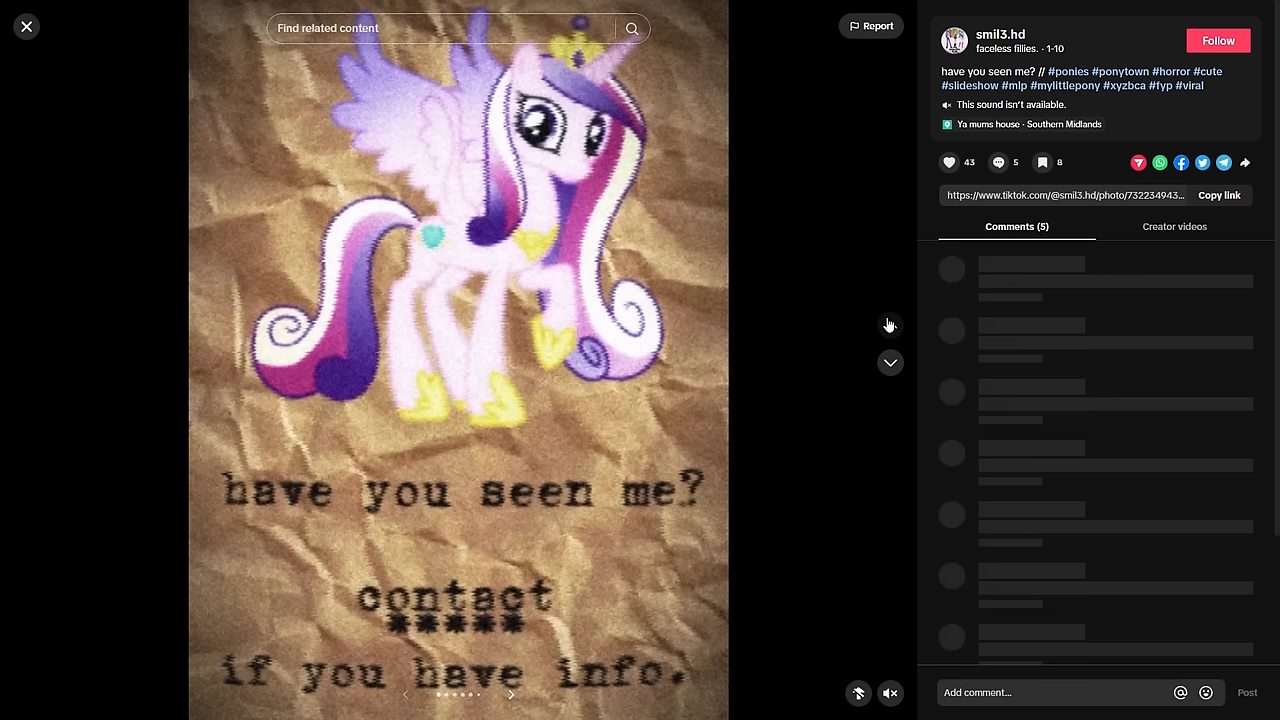 Find related content
Report
have you seen me?
contact
*****
if you have info.
smil3.hd
faceless fillies. · 1-10
Follow
have you seen me? // #ponies #ponytown #horror #cute
#slideshow #mlp #mylittlepony #xyzbca #fyp #viral
This sound isn't available.
Ya mums house · Southern Midlands
43
5
8
https://www.tiktok.com/@smil3.hd/photo/732234943...
Copy link
Comments (5)
Creator videos
Add comment...
Post